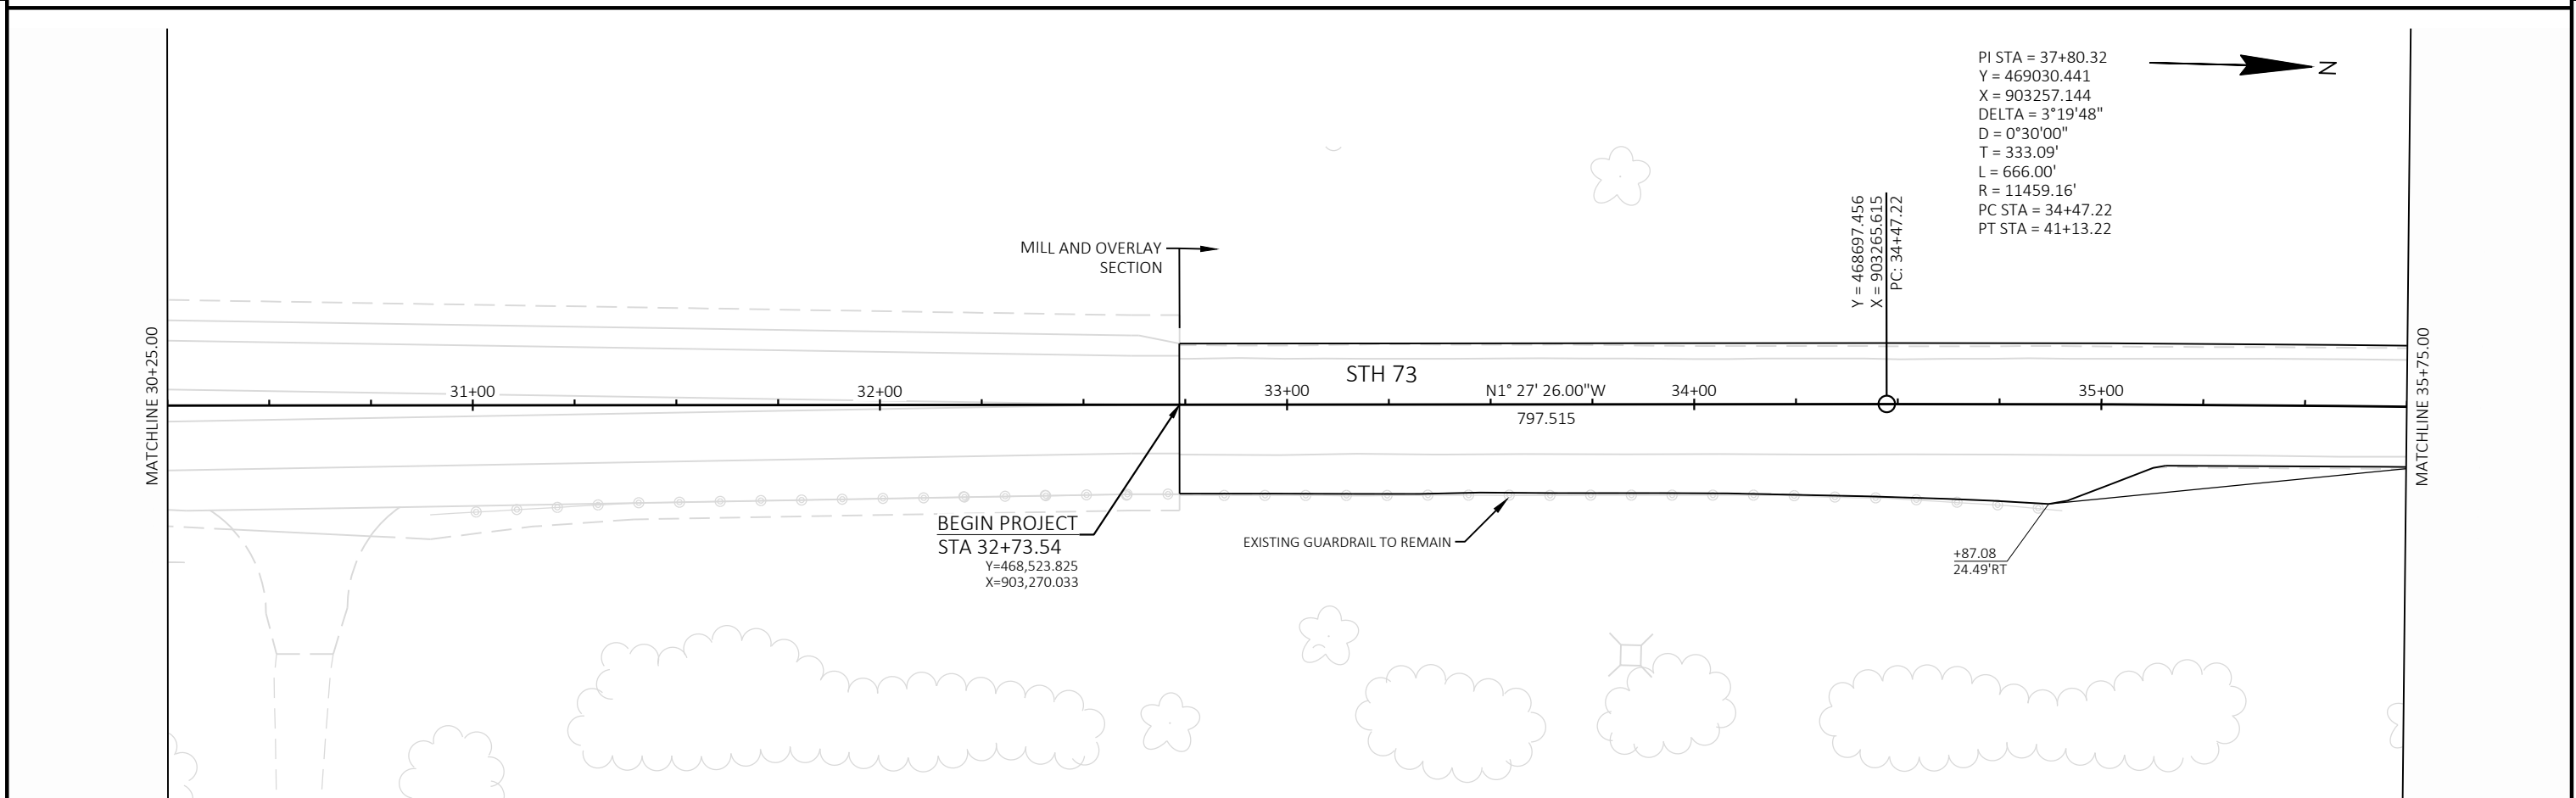 PI STA = 37+80.32
Y = 469030.441
X = 903257.144
DELTA = 3°19'48"
D = 0°30'00"
T = 333.09'
L = 666.00'
R = 11459.16'
PC STA = 34+47.22
PT STA = 41+13.22
N
Y = 468697.456
X = 903265.615
PC: 34+47.22
MILL AND OVERLAY
SECTION
MATCHLINE 30+25.00
MATCHLINE 35+75.00
STH 73
31+00
32+00
33+00
N1° 27' 26.00"W
34+00
35+00
797.515
BEGIN PROJECT
STA 32+73.54
Y=468,523.825
X=903,270.033
EXISTING GUARDRAIL TO REMAIN
+87.08
24.49'RT